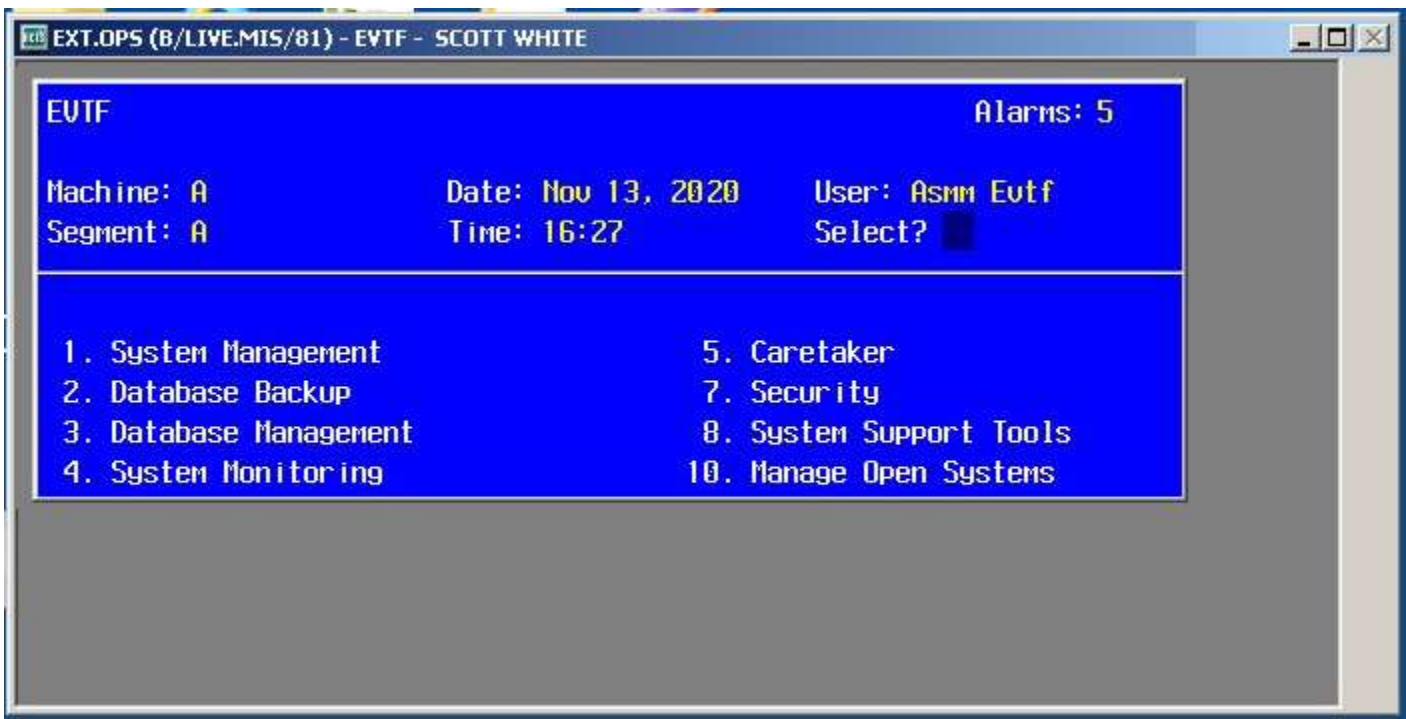 EXT.OPS (B/LIVE.MIS/81) - EVTF - SCOTT WHITE
EVTF Alarms: 5
Machine: A Date: Nov 13, 2020 User: Asmm Evtf
Segment: A Time: 16:27 Select?
1. System Management 5. Caretaker
2. Database Backup 7. Security
3. Database Management 8. System Support Tools
4. System Monitoring 10. Manage Open Systems